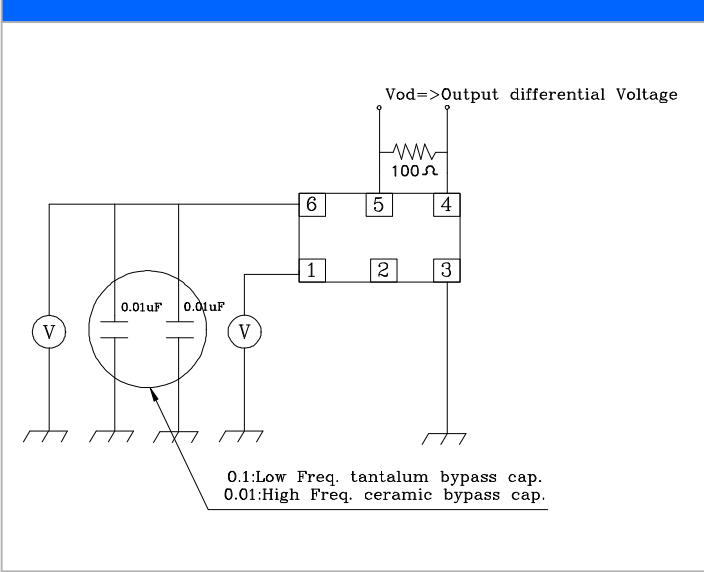 Vod=>Output differential Voltage
100Ω
6 5 4
1 2 3
0.01uF 0.01uF
V V
0.1:Low Freq. tantalum bypass cap.
0.01:High Freq. ceramic bypass cap.